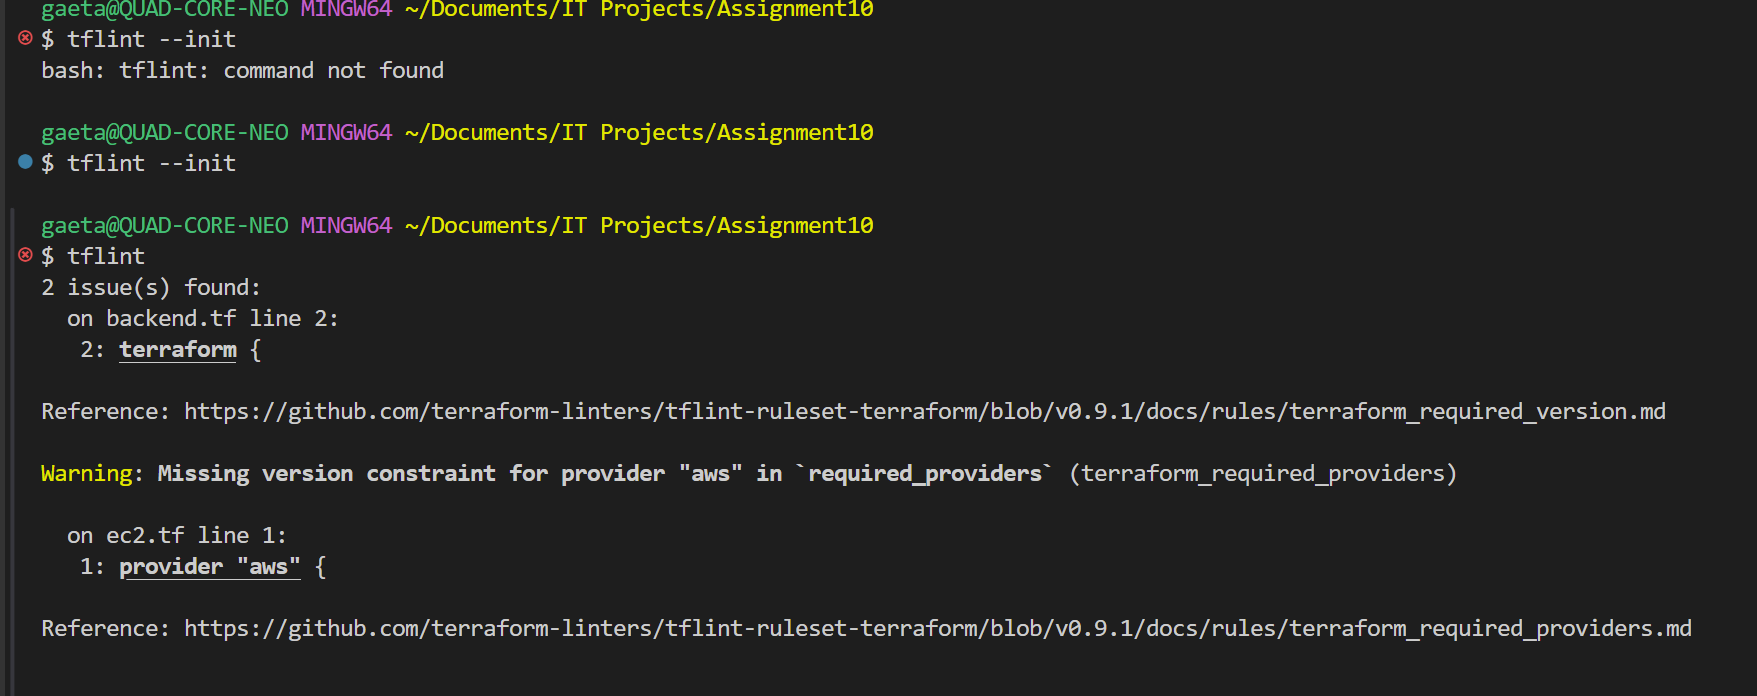 gaeta@QUAD-CORE-NEO MINGW64 ~/Documents/IT Projects/Assignment10
$ tflint --init
bash: tflint: command not found
gaeta@QUAD-CORE-NEO MINGW64 ~/Documents/IT Projects/Assignment10
$ tflint --init
gaeta@QUAD-CORE-NEO MINGW64 ~/Documents/IT Projects/Assignment10
$ tflint
2 issue(s) found:
on backend.tf line 2:
2: terraform {
Reference: https://github.com/terraform-linters/tflint-ruleset-terraform/blob/v0.9.1/docs/rules/terraform_required_version.md
Warning: Missing version constraint for provider "aws" in `required_providers` (terraform_required_providers)
on ec2.tf line 1:
1: provider "aws" {
Reference: https://github.com/terraform-linters/tflint-ruleset-terraform/blob/v0.9.1/docs/rules/terraform_required_providers.md